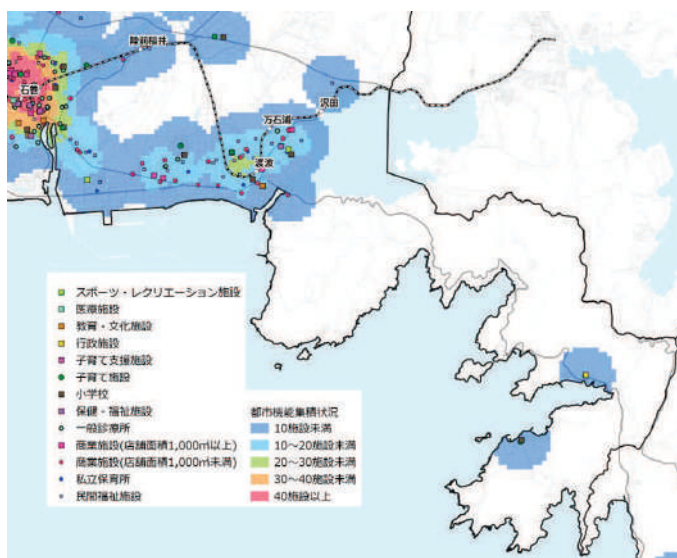 陸前稲井
石巻
沢田
万石浦
渡波
スポーツ・レクリエーション施設
医療施設
教育・文化施設
行政施設
子育て支援施設
子育て施設
小学校
保健・福祉施設
一般診療所
商業施設(店舗面積1,000㎡以上)
商業施設(店舗面積1,000㎡未満)
私立保育所
民間福祉施設
都市機能集積状況
10施設未満
10～20施設未満
20～30施設未満
30～40施設未満
40施設以上